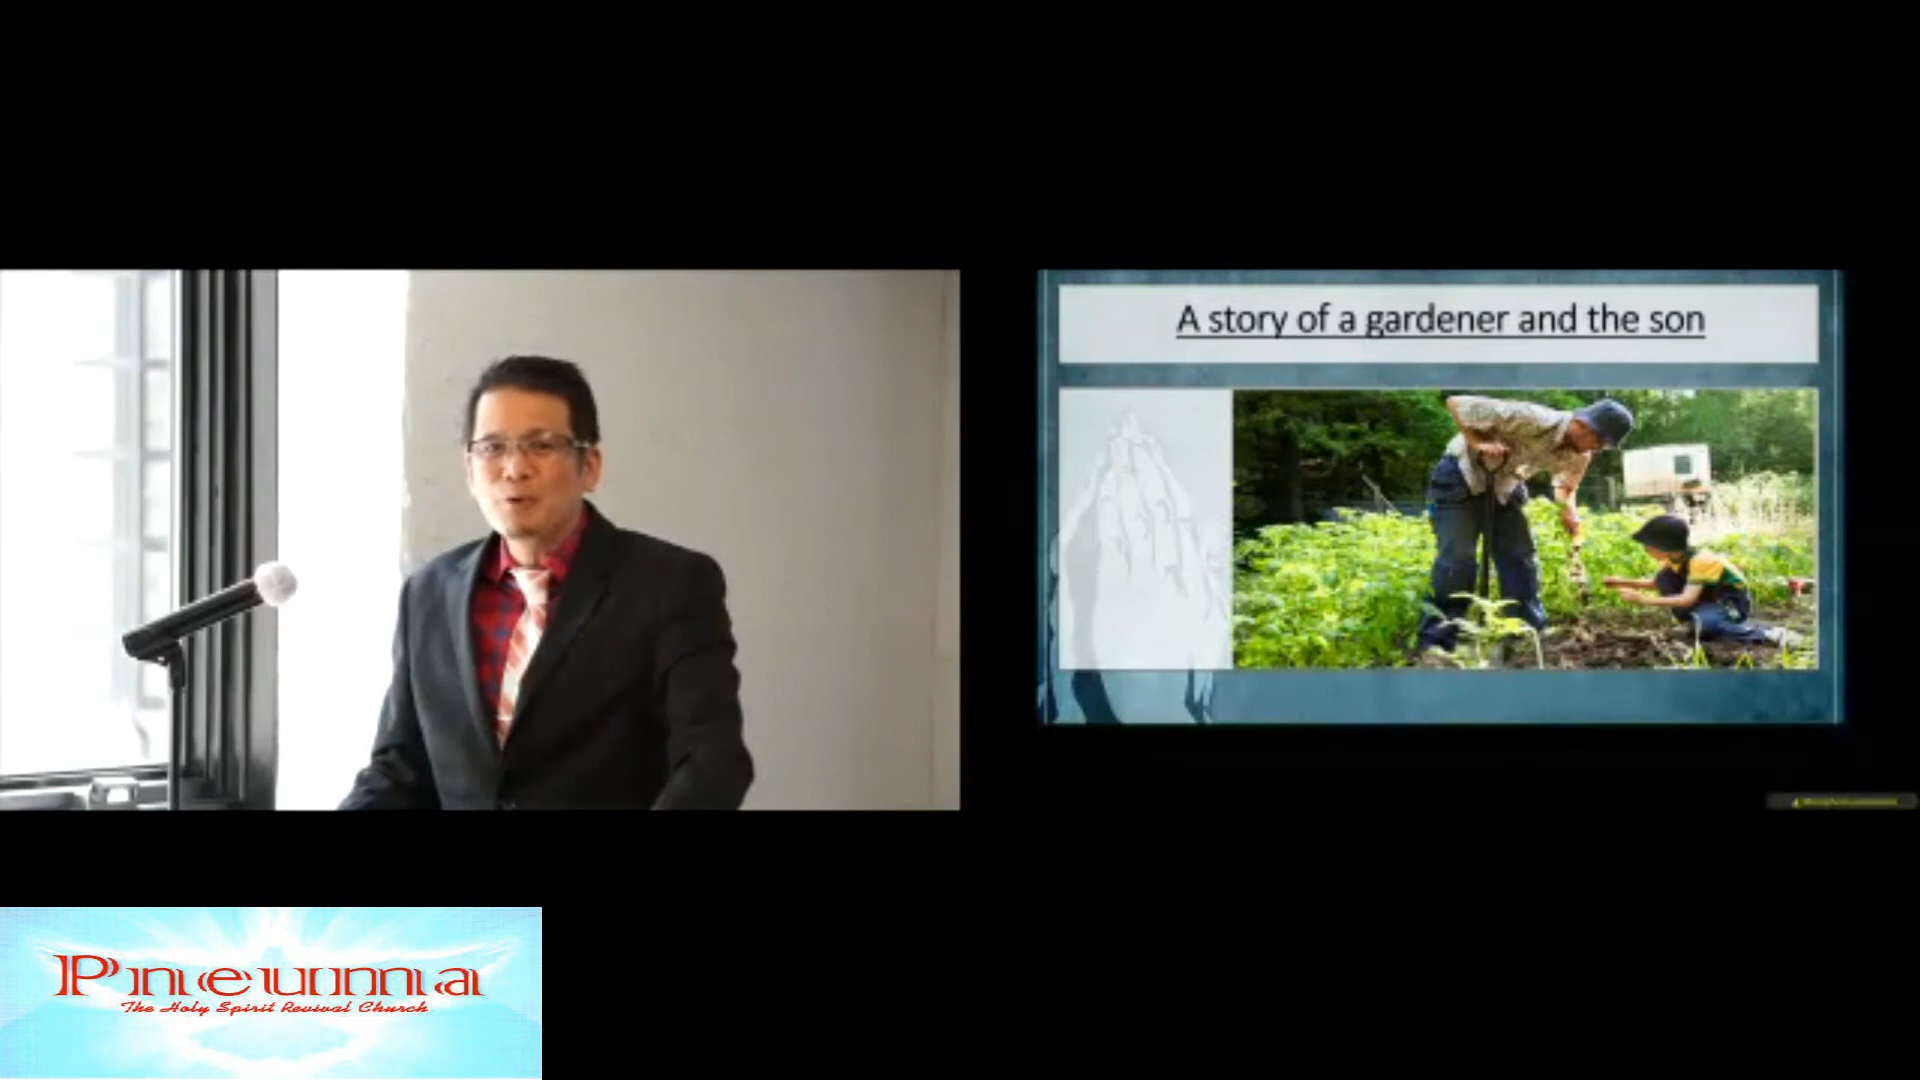 A story of a gardener and the son
Pneuma
The Holy Spirit Revival Church